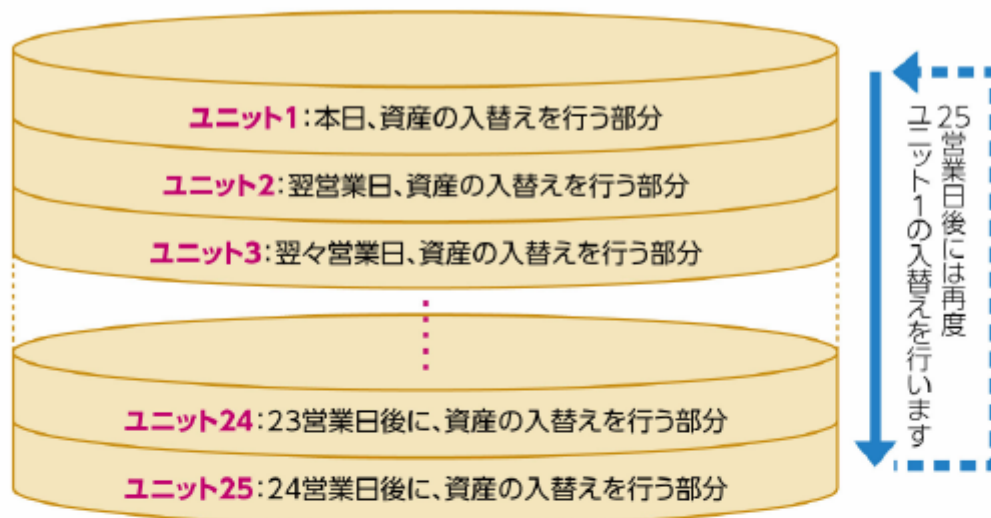 ユニット1:本日、資産の入替えを行う部分
ユニット2:翌営業日、資産の入替えを行う部分
ユニット3:翌々営業日、資産の入替えを行う部分
ユニット24:23営業日後に、資産の入替えを行う部分
ユニット25:24営業日後に、資産の入替えを行う部分
25営業日後には再度
ユニット1の入替えを行います